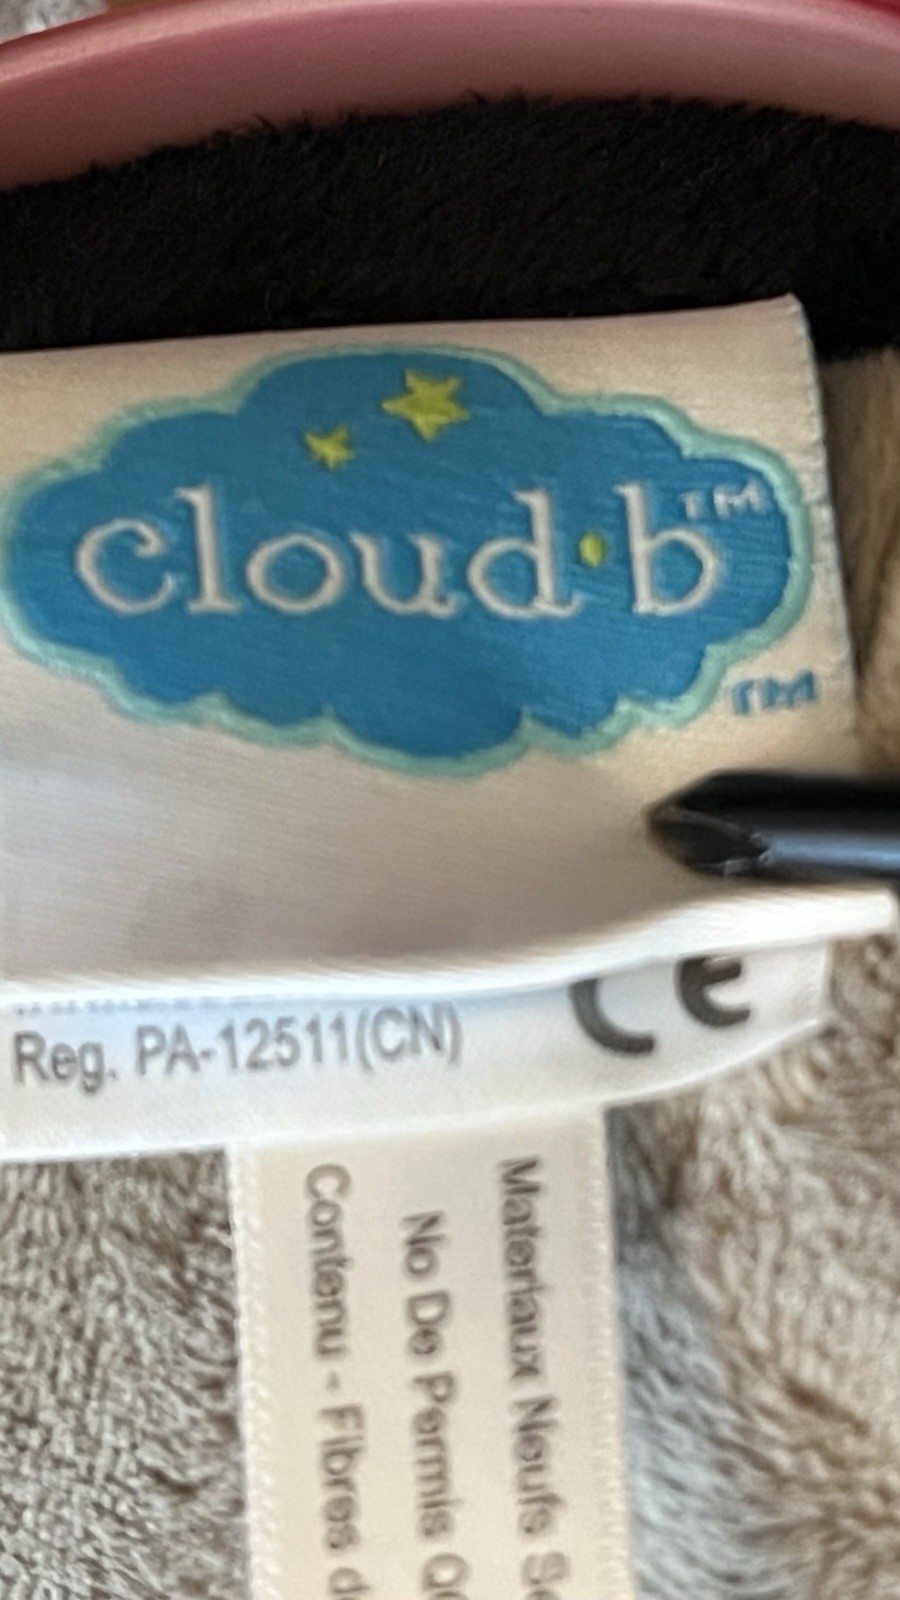 cloud•b™
™
Reg. PA-12511(CN)
CE
Materiaux Neufs
No De Permis
Contenu - Fibres